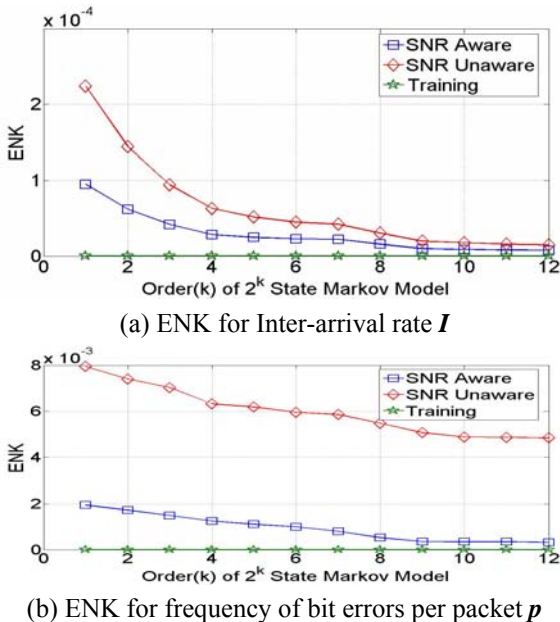 x 10⁻⁴
SNR Aware
SNR Unaware
Training
2
1
0
ENK
0 2 4 6 8 10 12
Order(k) of 2ᵏ State Markov Model
(a) ENK for Inter-arrival rate I
8 x 10⁻³
SNR Aware
SNR Unaware
Training
6
4
2
0
ENK
0 2 4 6 8 10 12
Order(k) of 2ᵏ State Markov Model
(b) ENK for frequency of bit errors per packet p